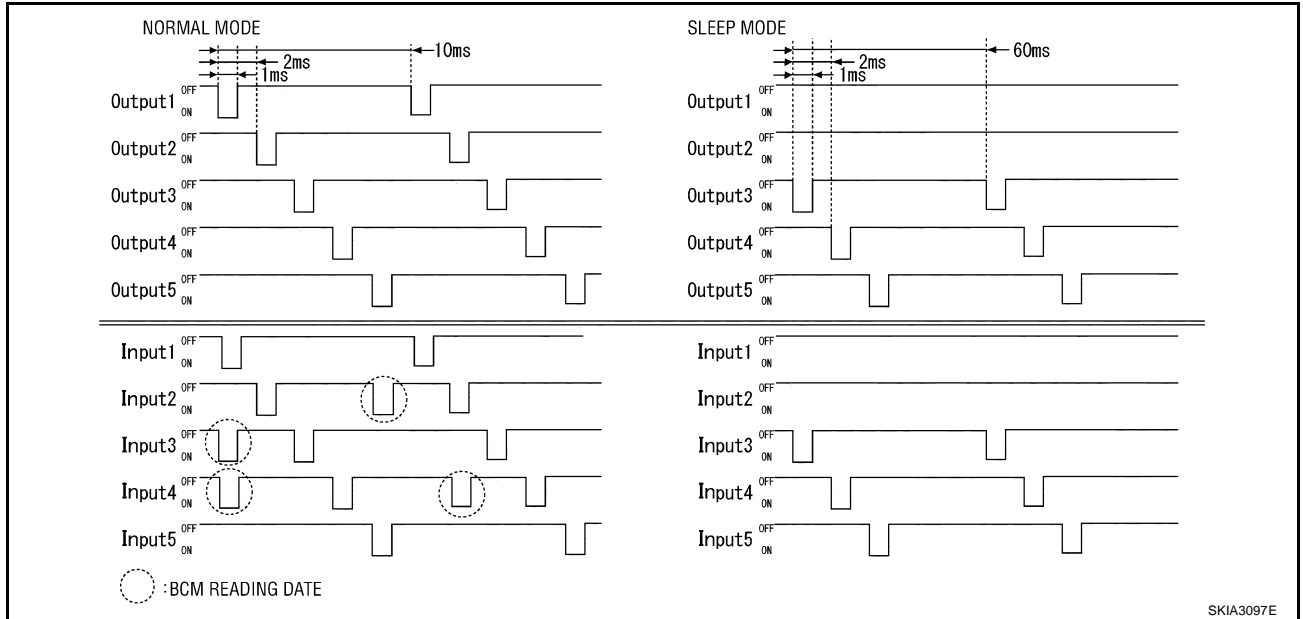 NORMAL MODE
10ms
2ms
1ms
Output1 OFF ON
Output2 OFF ON
Output3 OFF ON
Output4 OFF ON
Output5 OFF ON
Input1 OFF ON
Input2 OFF ON
Input3 OFF ON
Input4 OFF ON
Input5 OFF ON
:BCM READING DATE
SLEEP MODE
60ms
2ms
1ms
Output1 OFF ON
Output2 OFF ON
Output3 OFF ON
Output4 OFF ON
Output5 OFF ON
Input1 OFF ON
Input2 OFF ON
Input3 OFF ON
Input4 OFF ON
Input5 OFF ON
SKIA3097E